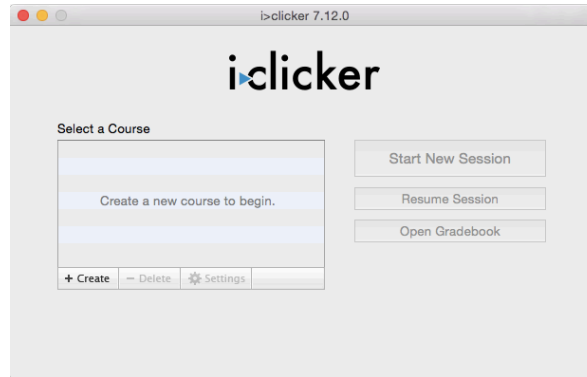 i>clicker 7.12.0
i>clicker
Select a Course
Create a new course to begin.
+ Create
− Delete
Settings
Start New Session
Resume Session
Open Gradebook